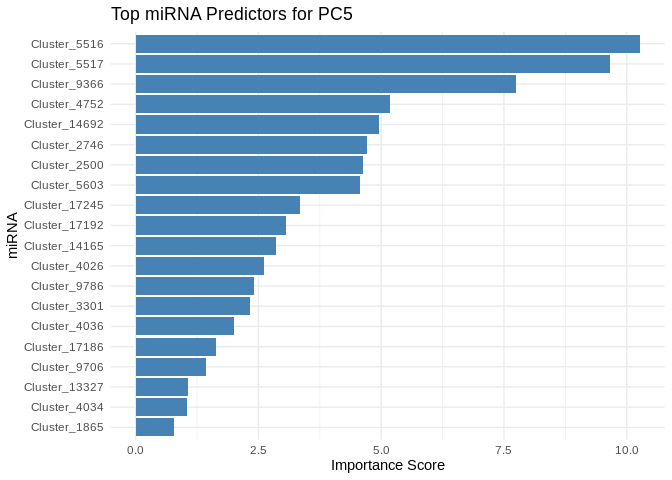 Top miRNA Predictors for PC5
miRNA
Cluster_5516
Cluster_5517
Cluster_9366
Cluster_4752
Cluster_14692
Cluster_2746
Cluster_2500
Cluster_5603
Cluster_17245
Cluster_17192
Cluster_14165
Cluster_4026
Cluster_9786
Cluster_3301
Cluster_4036
Cluster_17186
Cluster_9706
Cluster_13327
Cluster_4034
Cluster_1865
0.0 2.5 5.0 7.5 10.0
Importance Score